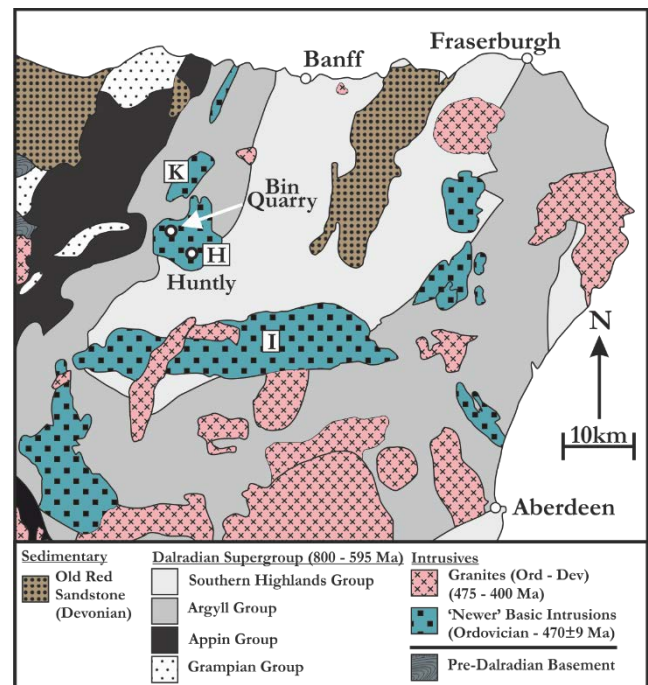 Banff
Fraserburgh
K
Bin
Quarry
H
Huntly
I
N
10km
Aberdeen
Sedimentary
Old Red
Sandstone
(Devonian)
Dalradian Supergroup (800 - 595 Ma)
Southern Highlands Group
Argyll Group
Appin Group
Grampian Group
Intrusives
Granites (Ord - Dev)
(475 - 400 Ma)
'Newer' Basic Intrusions
(Ordovician - 470±9 Ma)
Pre-Dalradian Basement